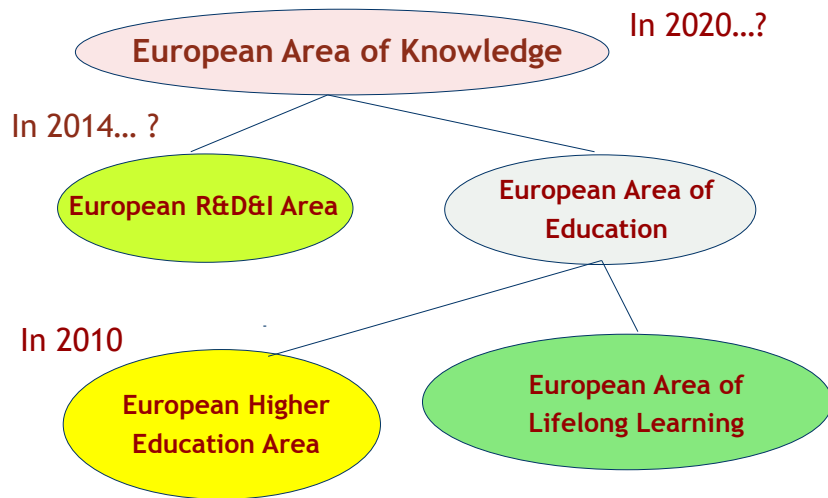 In 2020...?
European Area of Knowledge
In 2014... ?
European R&D&I Area
European Area of
Education
In 2010
European Higher
Education Area
European Area of
Lifelong Learning